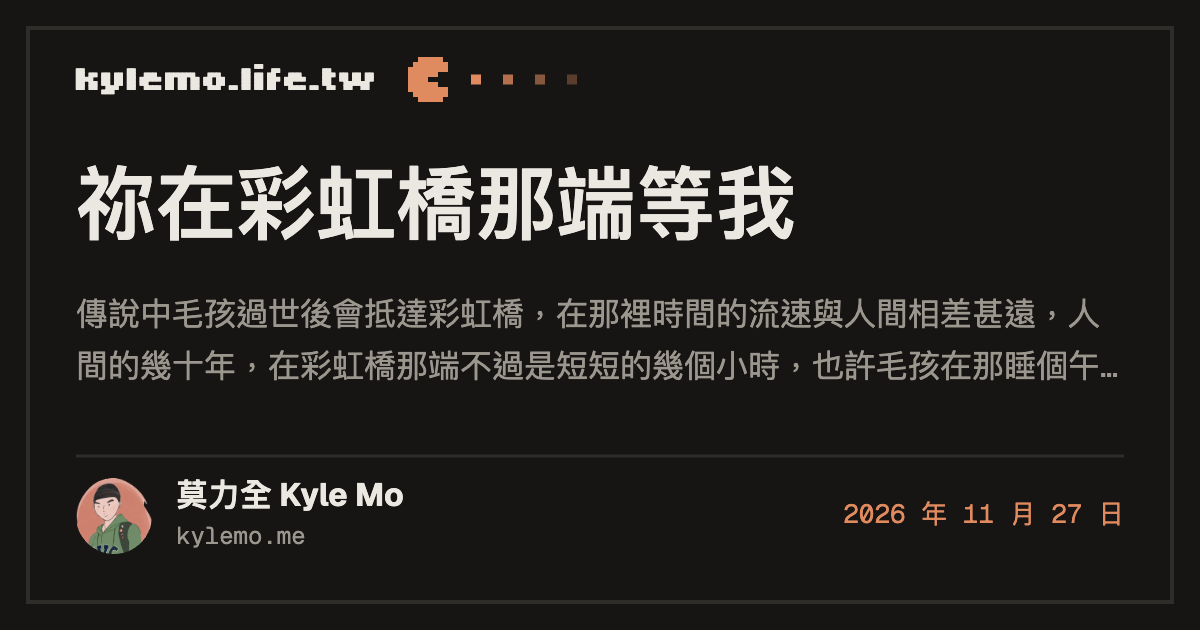 kylemo.life.tw
祢在彩虹橋那端等我
傳說中毛孩過世後會抵達彩虹橋，在那裡時間的流速與人間相差甚遠，人
間的幾十年，在彩虹橋那端不過是短短的幾個小時，也許毛孩在那睡個午…
莫力全 Kyle Mo
kylemo.me
2026 年 11 月 27 日